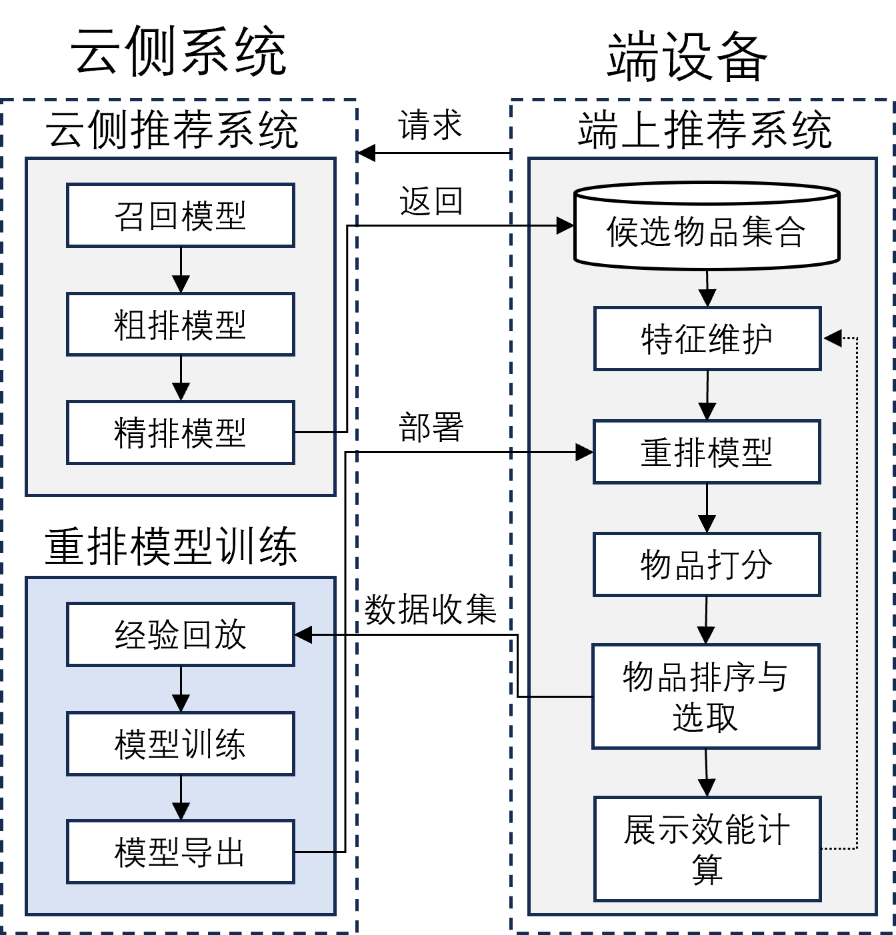 云侧系统
云侧推荐系统
召回模型
粗排模型
精排模型
重排模型训练
经验回放
模型训练
模型导出
请求
返回
部署
数据收集
端设备
端上推荐系统
候选物品集合
特征维护
重排模型
物品打分
物品排序与
选取
展示效能计
算